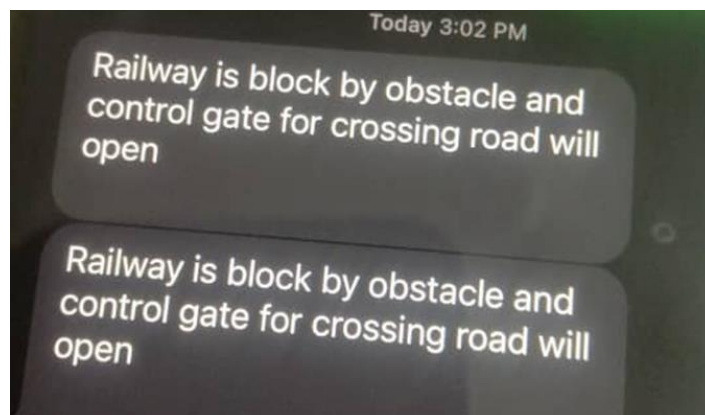 Today 3:02 PM
Railway is block by obstacle and
control gate for crossing road will
open
Railway is block by obstacle and
control gate for crossing road will
open